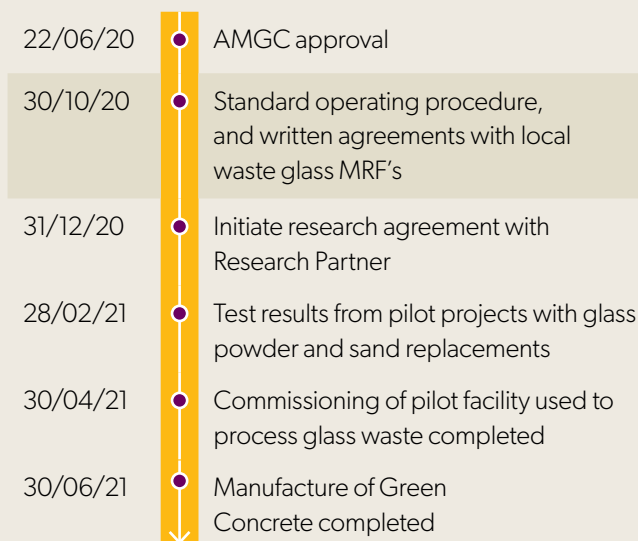 22/06/20 AMGC approval
30/10/20 Standard operating procedure,
and written agreements with local
waste glass MRF's
31/12/20 Initiate research agreement with
Research Partner
28/02/21 Test results from pilot projects with glass
powder and sand replacements
30/04/21 Commissioning of pilot facility used to
process glass waste completed
30/06/21 Manufacture of Green
Concrete completed